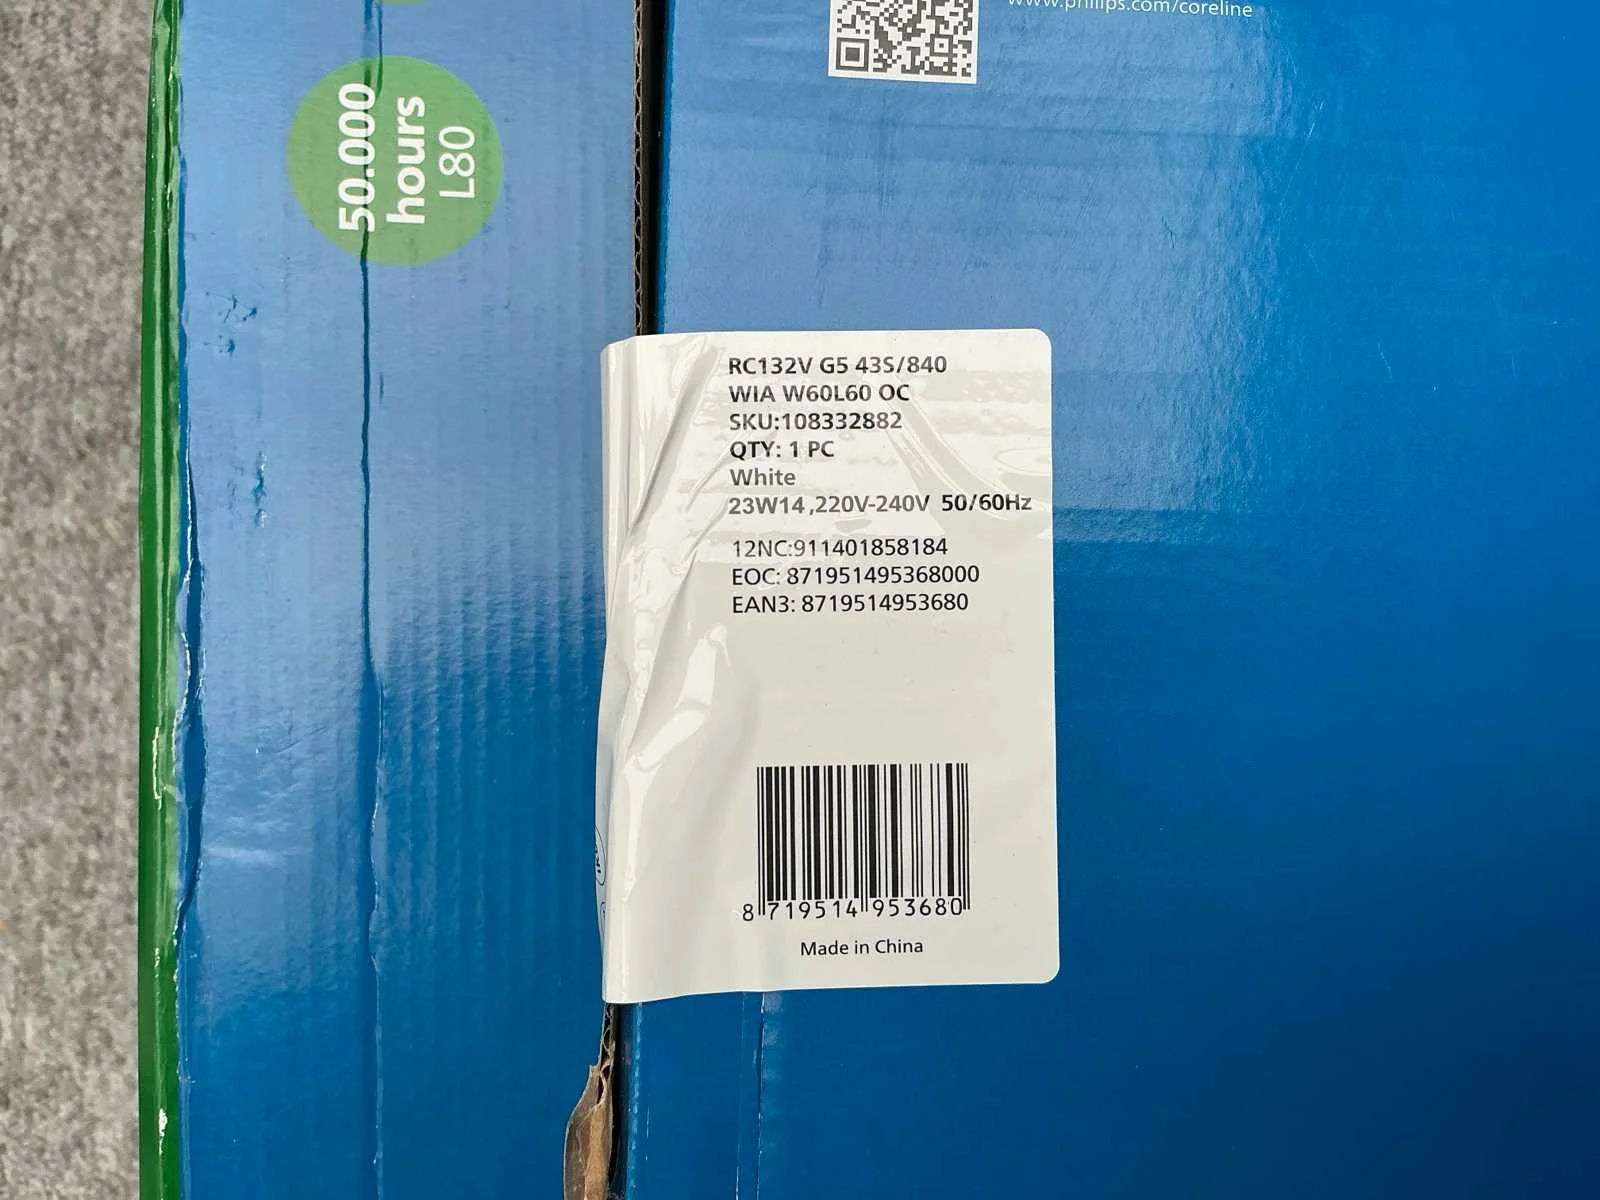 www.philips.com/coreline
50.000
hours
L80
RC132V G5 43S/840
WIA W60L60 OC
SKU:108332882
QTY: 1 PC
White
23W14,220V-240V 50/60Hz
12NC:911401858184
EOC: 871951495368000
EAN3: 8719514953680
8 719514 953680
Made in China